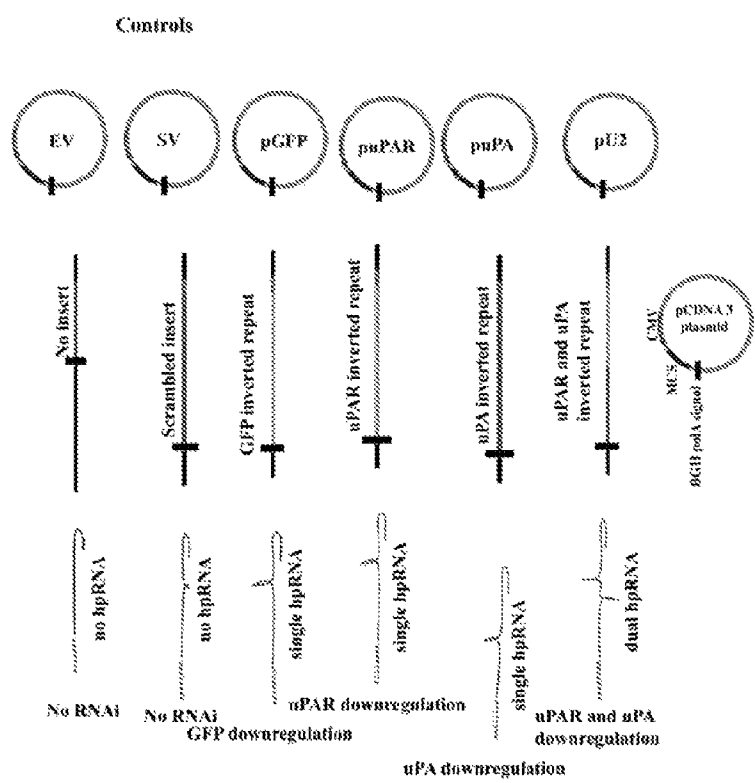 Controls
EV
SV
pGFP
puPAR
puPA
pU2
No insert
Scrambled insert
GFP inverted repeat
uPAR inverted repeat
uPA inverted repeat
uPAR and uPA
inverted repeat
pCDNA 3
plasmid
CMV
MCS
BGH polA signal
no hpRNA
no hpRNA
single hpRNA
single hpRNA
single hpRNA
dual hpRNA
No RNAi
No RNAi
GFP downregulation
uPAR downregulation
uPA downregulation
uPAR and uPA
downregulation